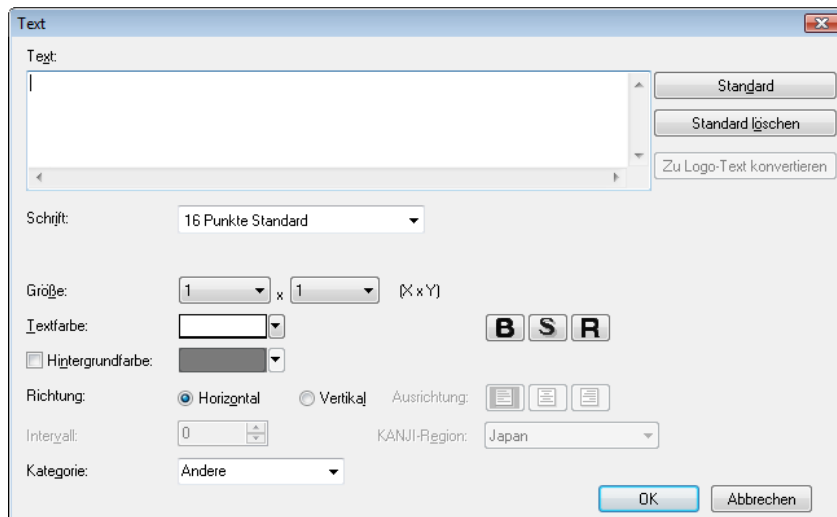 Text
Text:
Standard
Standard löschen
Zu Logo-Text konvertieren
Schrift: 16 Punkte Standard
Größe: 1 x 1 (X x Y)
Textfarbe: B S R
Hintergrundfarbe:
Richtung: Horizontal Vertikal Ausrichtung:
Intervall: 0 KANJI-Region: Japan
Kategorie: Andere
OK Abbrechen